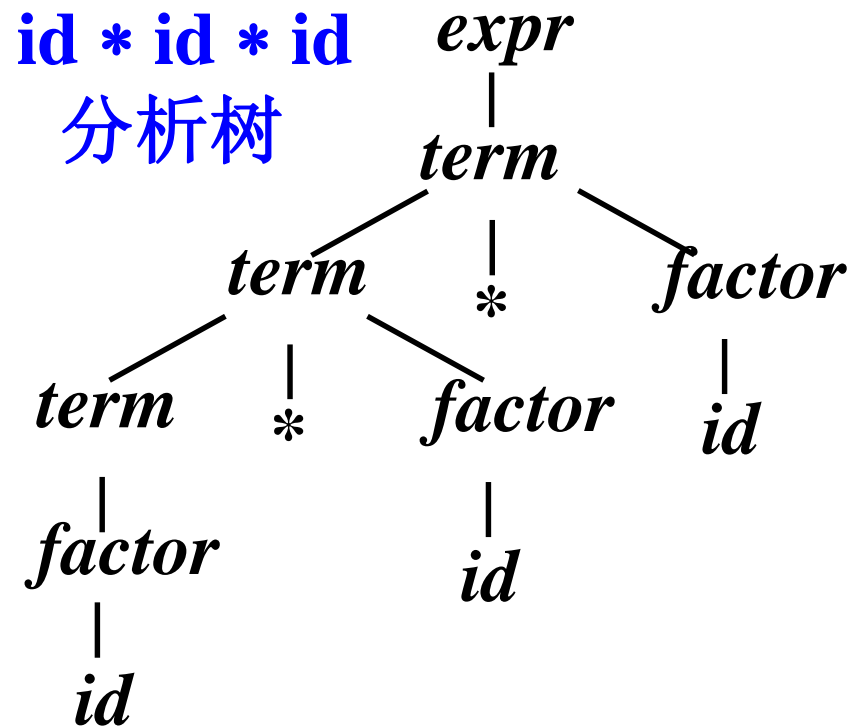 id * id * id
分析树
expr
term
term * factor
term * factor id
factor id
id